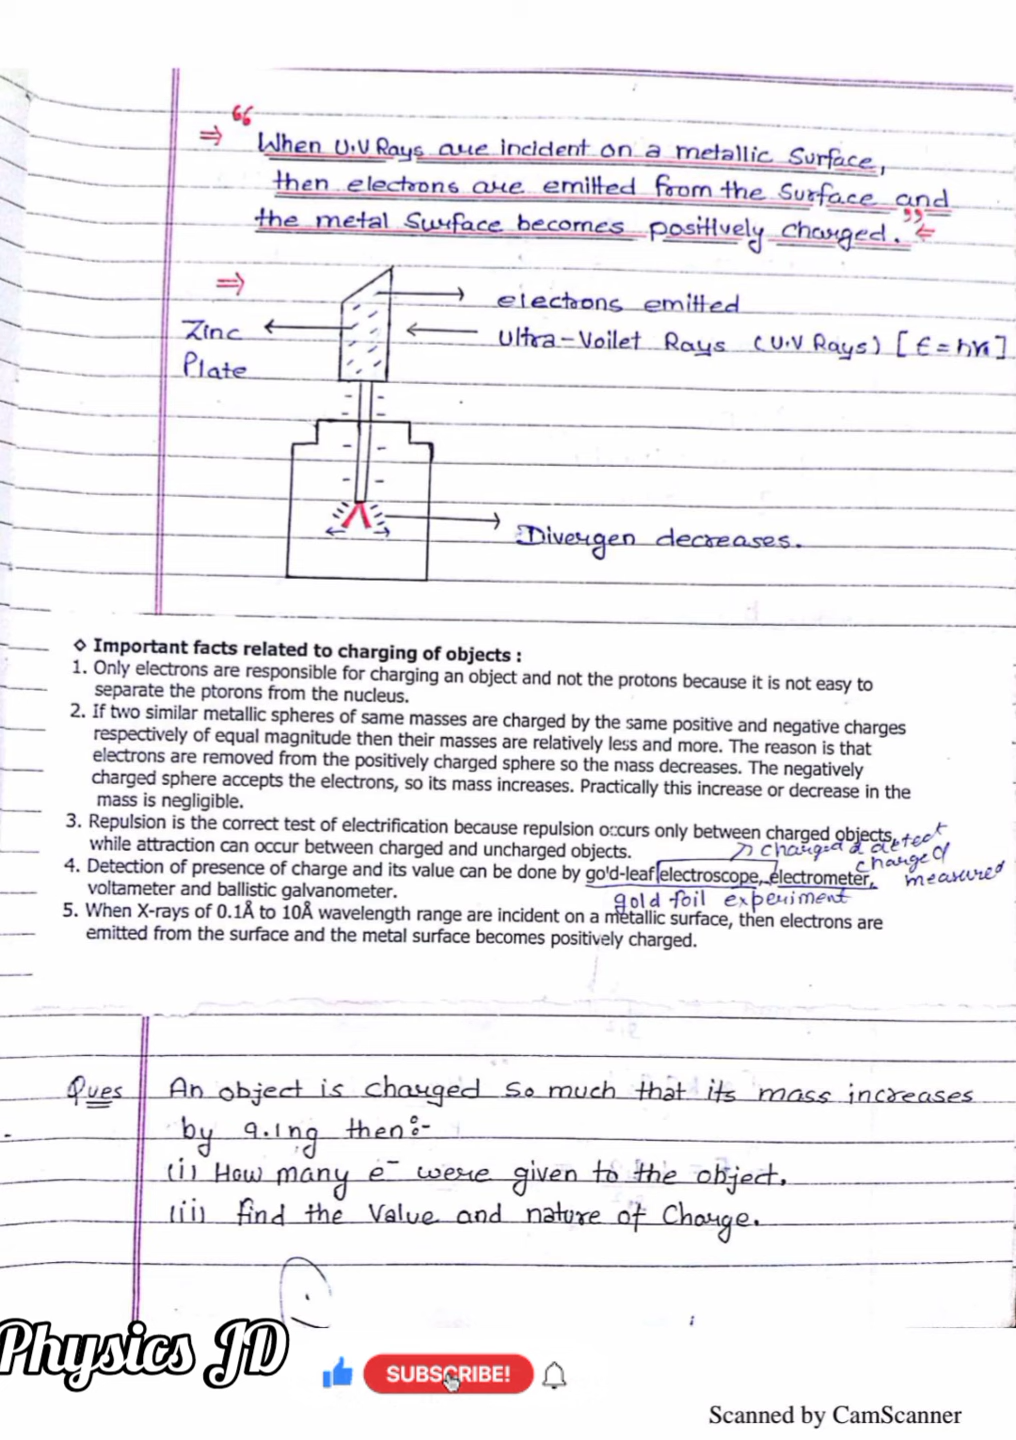 ⇒ “When U.V Rays are incident on a metallic Surface,
then electrons are emitted from the Surface and
the metal Surface becomes positively charged.” ⇐
⇒
electrons emitted
Zinc
Plate
Ultra-Voilet Rays (U.V Rays) [E = hν]
Divergen decreases.
◇ Important facts related to charging of objects :
1. Only electrons are responsible for charging an object and not the protons because it is not easy to
separate the ptorons from the nucleus.
2. If two similar metallic spheres of same masses are charged by the same positive and negative charges
respectively of equal magnitude then their masses are relatively less and more. The reason is that
electrons are removed from the positively charged sphere so the mass decreases. The negatively
charged sphere accepts the electrons, so its mass increases. Practically this increase or decrease in the
mass is negligible.
3. Repulsion is the correct test of electrification because repulsion occurs only between charged objects,
while attraction can occur between charged and uncharged objects.
charged detect
charge measured
4. Detection of presence of charge and its value can be done by gold-leaf electroscope, electrometer,
voltameter and ballistic galvanometer.
gold foil experiment
5. When X-rays of 0.1Å to 10Å wavelength range are incident on a metallic surface, then electrons are
emitted from the surface and the metal surface becomes positively charged.
Ques An object is charged so much that its mass increases
by 9.1ng then:-
(i) How many e⁻ were given to the object.
(ii) find the Value and nature of Charge.
Physics JD
SUBSCRIBE!
Scanned by CamScanner